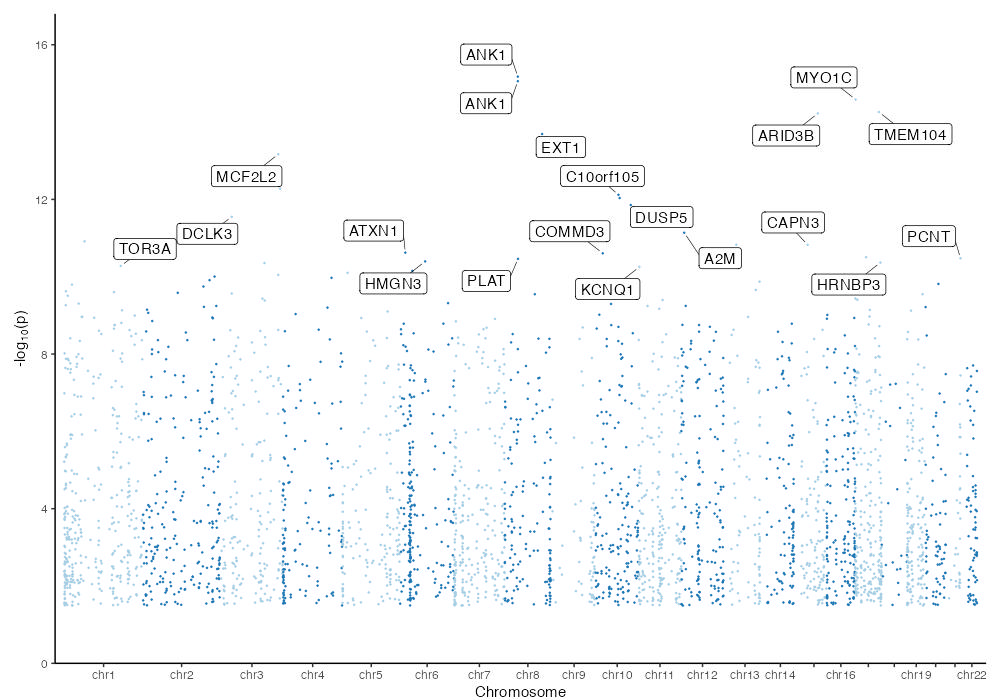 16
ANK1
MYO1C
ANK1
ARID3B
TMEM104
EXT1
MCF2L2
C10orf105
12
DUSP5
CAPN3
DCLK3
ATXN1
COMMD3
PCNT
TOR3A
A2M
PLAT
HMGN3
KCNQ1
HRNBP3
8
-log10(p)
4
0
chr1 chr2 chr3 chr4 chr5 chr6 chr7 chr8 chr9 chr10 chr11 chr12 chr13 chr14 chr16 chr19 chr22
Chromosome